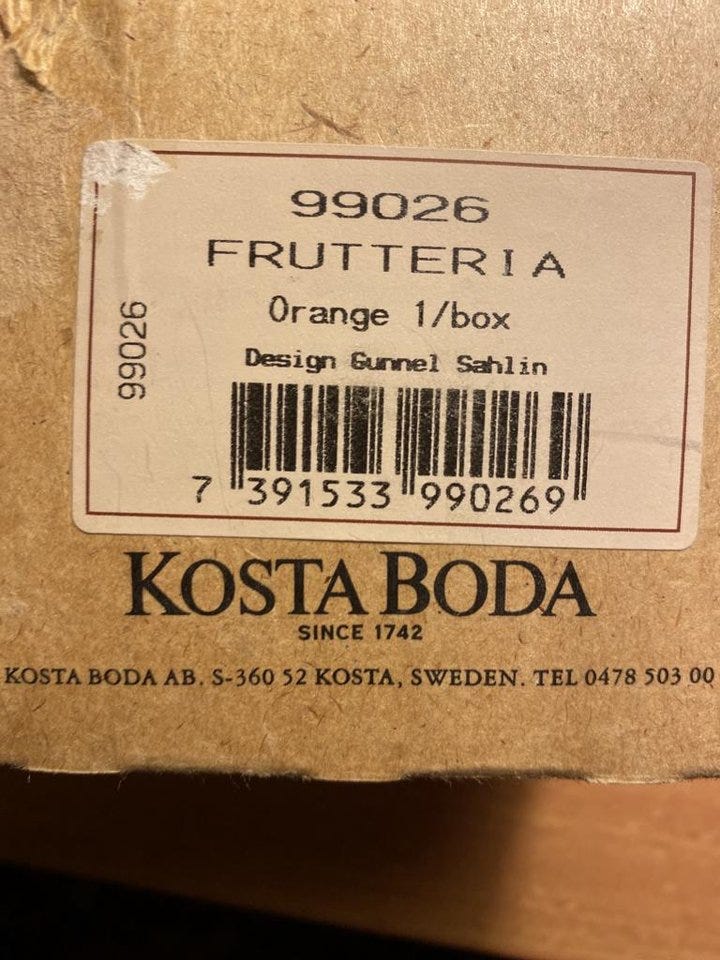 99026
FRUTTERIA
Orange 1/box
Design Gunnel Sahlin
99026
7 391533 990269
KOSTA BODA
SINCE 1742
KOSTA BODA AB. S-360 52 KOSTA, SWEDEN. TEL 0478 503 00